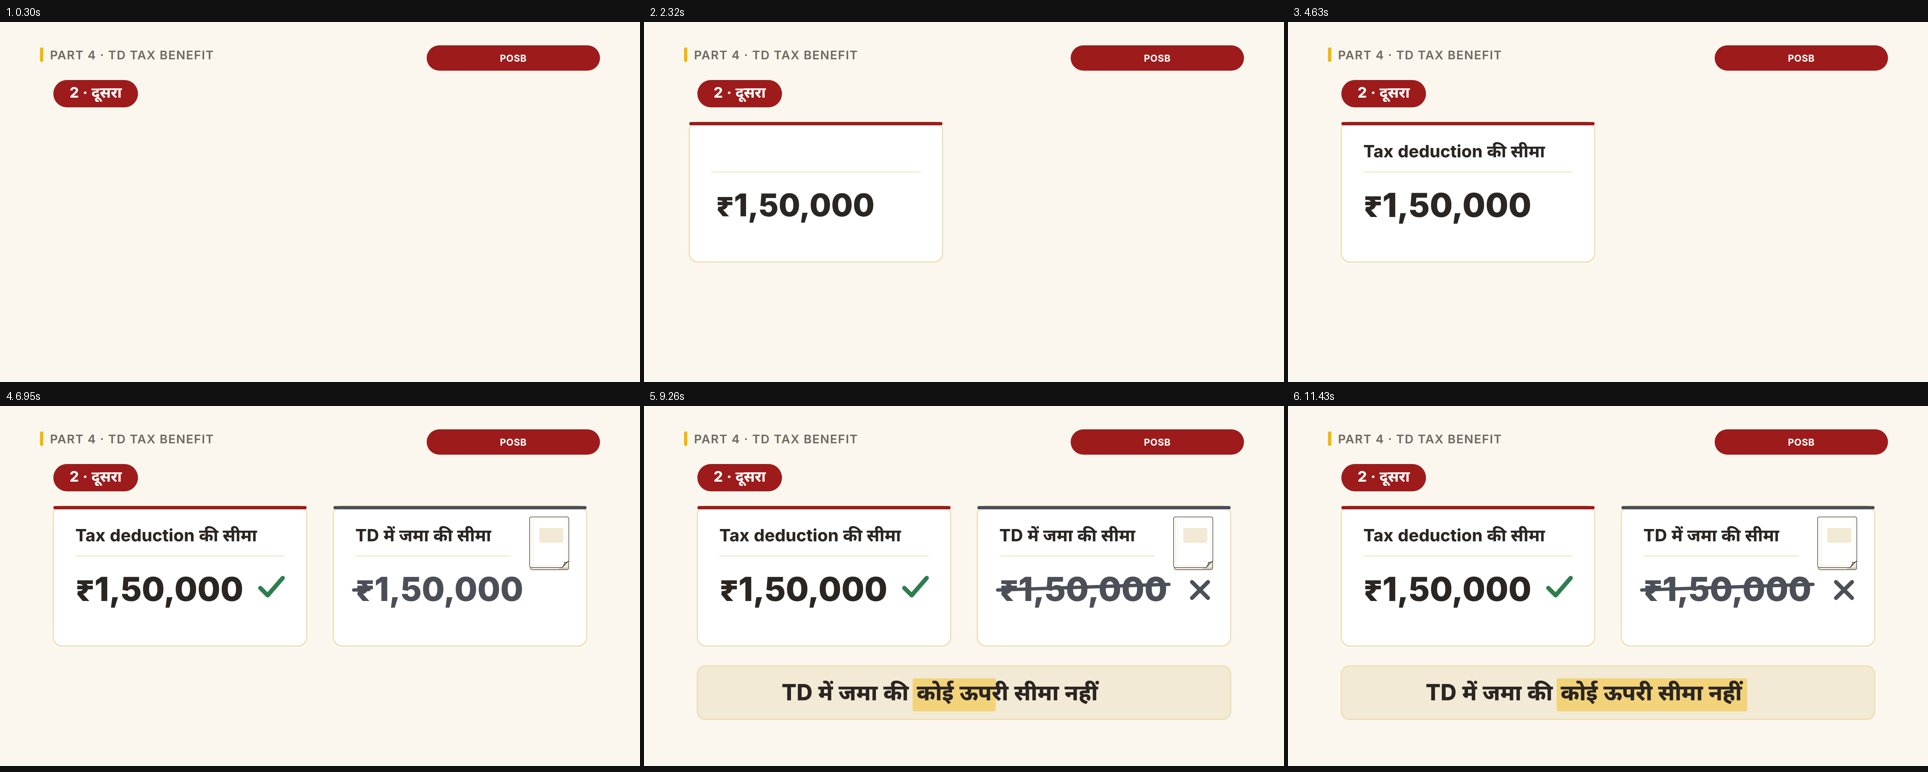 1. 0.30s
PART 4 · TD TAX BENEFIT
POSB
2 · दूसरा
2. 2.32s
PART 4 · TD TAX BENEFIT
POSB
2 · दूसरा
₹1,50,000
3. 4.63s
PART 4 · TD TAX BENEFIT
POSB
2 · दूसरा
Tax deduction की सीमा
₹1,50,000
4. 6.95s
PART 4 · TD TAX BENEFIT
POSB
2 · दूसरा
Tax deduction की सीमा
₹1,50,000
TD में जमा की सीमा
₹1,50,000
5. 9.26s
PART 4 · TD TAX BENEFIT
POSB
2 · दूसरा
Tax deduction की सीमा
₹1,50,000
TD में जमा की सीमा
₹1,50,000
TD में जमा की कोई ऊपरी सीमा नहीं
6. 11.43s
PART 4 · TD TAX BENEFIT
POSB
2 · दूसरा
Tax deduction की सीमा
₹1,50,000
TD में जमा की सीमा
₹1,50,000
TD में जमा की कोई ऊपरी सीमा नहीं